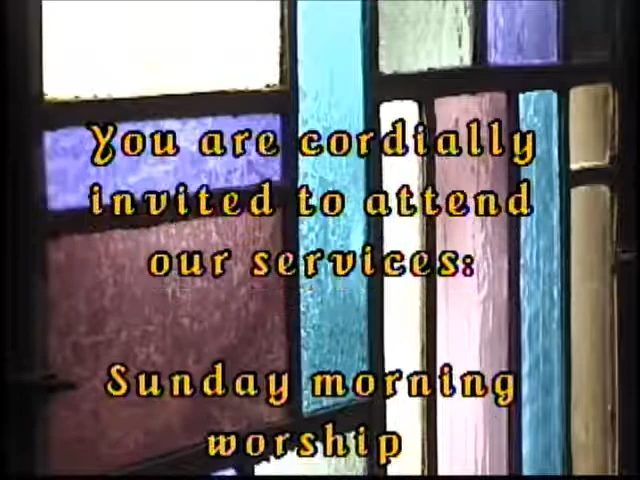 You are cordially
invited to attend
our services:
Sunday morning
worship